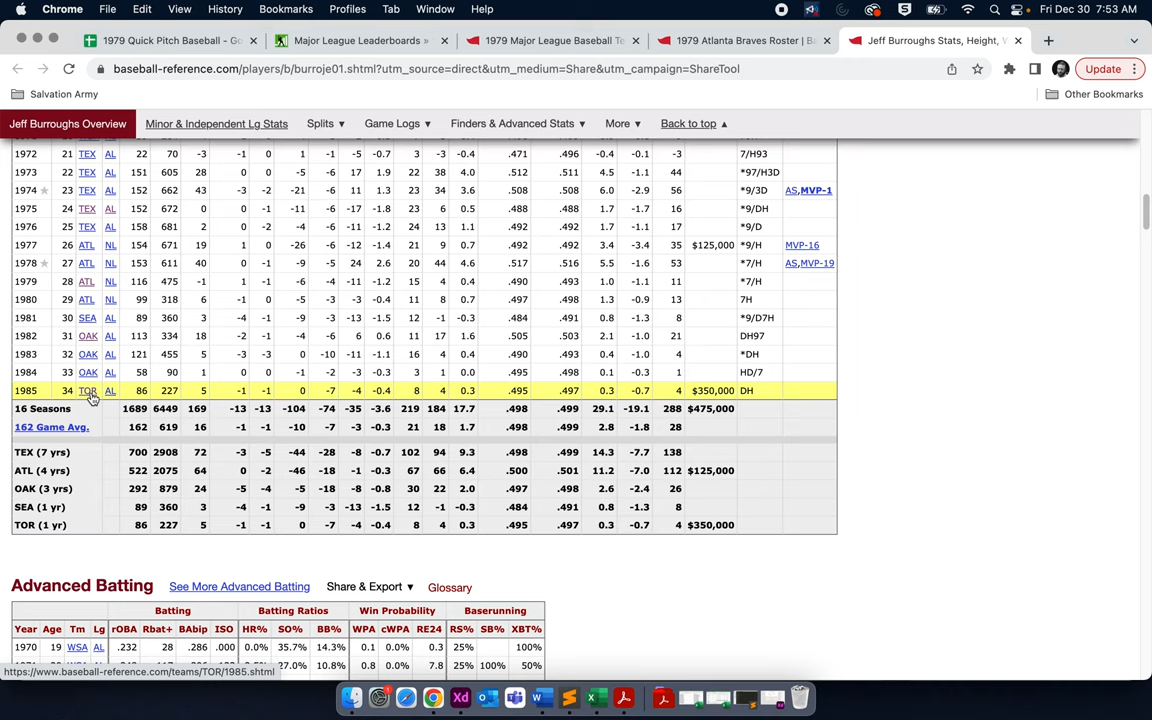 Chrome File Edit View History Bookmarks Profiles Tab Window Help Fri Dec 30 7:53 AM
1979 Quick Pitch Baseball - Go Major League Leaderboards » 1979 Major League Baseball Te 1979 Atlanta Braves Roster | Ba Jeff Burroughs Stats, Height, W
baseball-reference.com/players/b/burroje01.shtml?utm_source=direct&utm_medium=Share&utm_campaign=ShareTool Update
Salvation Army Other Bookmarks
Jeff Burroughs Overview Minor & Independent Lg Stats Splits ▼ Game Logs ▼ Finders & Advanced Stats ▼ More ▼ Back to top ▲
1972 21 TEX AL 22 70 -3 -1 0 1 -1 -5 -0.7 3 -3 -0.4 .471 .496 -0.4 -0.1 -3 7/H93
1973 22 TEX AL 151 605 28 0 0 -5 -6 17 1.9 22 38 4.0 .512 .511 4.5 -1.1 44 *97/H3D
1974 ★ 23 TEX AL 152 662 43 -3 -2 -21 -6 11 1.3 23 34 3.6 .508 .508 6.0 -2.9 56 *9/3D AS,MVP-1
1975 24 TEX AL 152 672 0 0 -1 -11 -6 -17 -1.8 23 6 0.5 .488 .488 1.7 -1.7 16 *9/DH
1976 25 TEX AL 158 681 2 0 -2 -4 -6 -11 -1.2 24 13 1.1 .492 .492 1.7 -1.1 17 *9/D
1977 26 ATL NL 154 671 19 1 0 -26 -6 -12 -1.4 21 9 0.7 .492 .492 3.4 -3.4 35 $125,000 *9/H MVP-16
1978 ★ 27 ATL NL 153 611 40 0 -1 -9 -5 24 2.6 20 44 4.6 .517 .516 5.5 -1.6 53 *7/H AS,MVP-19
1979 28 ATL NL 116 475 -1 1 -1 -6 -4 -11 -1.2 15 4 0.4 .490 .493 1.0 -1.1 11 *7/H
1980 29 ATL NL 99 318 6 -1 0 -5 -3 -3 -0.4 11 8 0.7 .497 .498 1.3 -0.9 13 7H
1981 30 SEA AL 89 360 3 -4 -1 -9 -3 -13 -1.5 12 -1 -0.3 .484 .491 0.8 -1.3 8 *9/D7H
1982 31 OAK AL 113 334 18 -2 -1 -4 -6 6 0.6 11 17 1.6 .505 .503 2.1 -1.0 21 DH97
1983 32 OAK AL 121 455 5 -3 -3 0 -10 -11 -1.1 16 4 0.4 .490 .493 0.4 -1.0 4 *DH
1984 33 OAK AL 58 90 1 0 0 -1 -2 -3 -0.3 3 1 0.0 .495 .498 0.1 -0.3 1 HD/7
1985 34 TOR AL 86 227 5 -1 -1 0 -7 -4 -0.4 8 4 0.3 .495 .497 0.3 -0.7 4 $350,000 DH
16 Seasons 1689 6449 169 -13 -13 -104 -74 -35 -3.6 219 184 17.7 .498 .499 29.1 -19.1 288 $475,000
162 Game Avg. 162 619 16 -1 -1 -10 -7 -3 -0.3 21 18 1.7 .498 .499 2.8 -1.8 28
TEX (7 yrs) 700 2908 72 -3 -5 -44 -28 -8 -0.7 102 94 9.3 .498 .499 14.3 -7.7 138
ATL (4 yrs) 522 2075 64 0 -2 -46 -18 -1 -0.3 67 66 6.4 .500 .501 11.2 -7.0 112 $125,000
OAK (3 yrs) 292 879 24 -5 -4 -5 -18 -8 -0.8 30 22 2.0 .497 .498 2.6 -2.4 26
SEA (1 yr) 89 360 3 -4 -1 -9 -3 -13 -1.5 12 -1 -0.3 .484 .491 0.8 -1.3 8
TOR (1 yr) 86 227 5 -1 -1 0 -7 -4 -0.4 8 4 0.3 .495 .497 0.3 -0.7 4 $350,000
Advanced Batting See More Advanced Batting Share & Export ▼ Glossary
Batting Batting Ratios Win Probability Baserunning
Year Age Tm Lg rOBA Rbat+ BAbip ISO HR% SO% BB% WPA cWPA RE24 RS% SB% XBT%
1970 19 WSA AL .232 28 .286 .000 0.0% 35.7% 14.3% 0.1 0.0% 0.3 25% 100%
27.0% 10.8% 0.8 0.0% 7.8 25% 100% 50%
https://www.baseball-reference.com/teams/TOR/1985.shtml